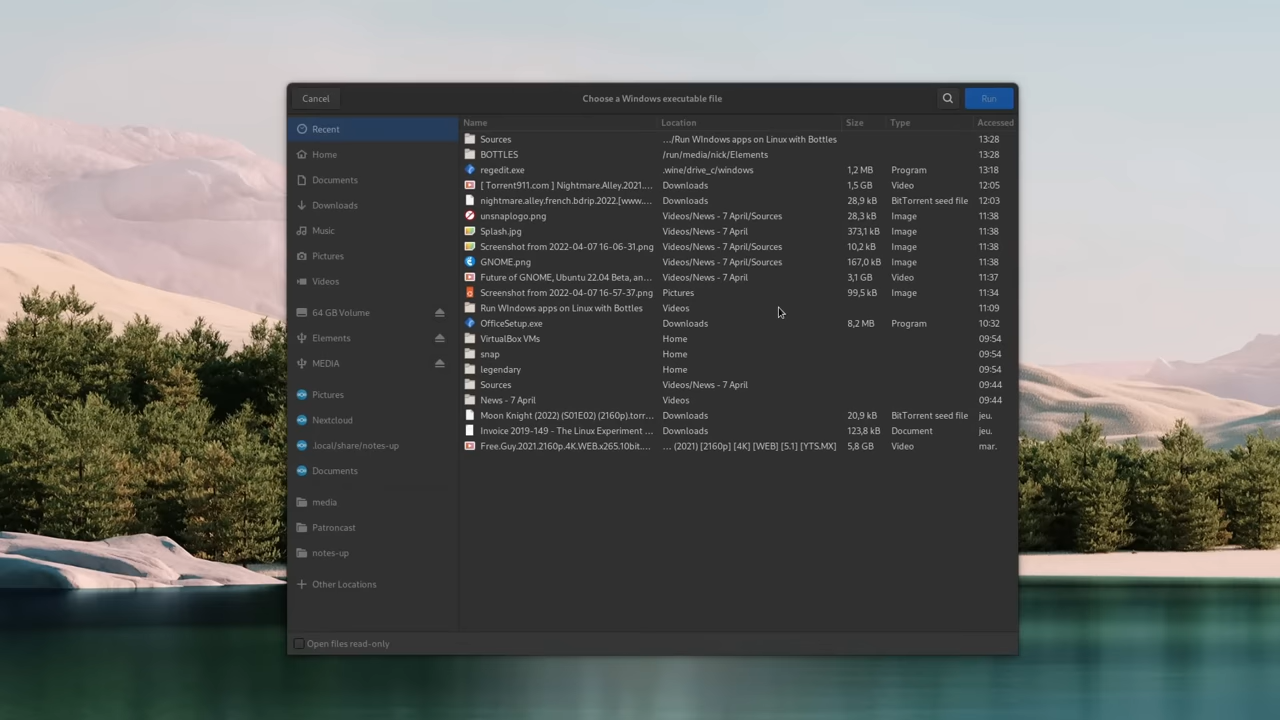 Cancel Choose a Windows executable file Run
Recent
Home
Documents
Downloads
Music
Pictures
Videos
64 GB Volume
Elements
MEDIA
Pictures
Nextcloud
.local/share/notes-up
Documents
media
Patroncast
notes-up
Other Locations
Name Location Size Type Accessed
Sources .../Run WIndows apps on Linux with Bottles 13:28
BOTTLES /run/media/nick/Elements 13:28
regedit.exe .wine/drive_c/windows 1,2 MB Program 13:18
[ Torrent911.com ] Nightmare.Alley.2021.... Downloads 1,5 GB Video 12:05
nightmare.alley.french.bdrip.2022.[www.... Downloads 28,9 kB BitTorrent seed file 12:03
unsnaplogo.png Videos/News - 7 April/Sources 28,3 kB Image 11:38
Splash.jpg Videos/News - 7 April 373,1 kB Image 11:38
Screenshot from 2022-04-07 16-06-31.png Videos/News - 7 April/Sources 10,2 kB Image 11:38
GNOME.png Videos/News - 7 April/Sources 167,0 kB Image 11:38
Future of GNOME, Ubuntu 22.04 Beta, an... Videos/News - 7 April 3,1 GB Video 11:37
Screenshot from 2022-04-07 16-57-37.png Pictures 99,5 kB Image 11:34
Run WIndows apps on Linux with Bottles Videos 11:09
OfficeSetup.exe Downloads 8,2 MB Program 10:32
VirtualBox VMs Home 09:54
snap Home 09:54
legendary Home 09:54
Sources Videos/News - 7 April 09:44
News - 7 April Videos 09:44
Moon Knight (2022) (S01E02) (2160p).torr... Downloads 20,9 kB BitTorrent seed file jeu.
Invoice 2019-149 - The Linux Experiment ... Downloads 123,8 kB Document jeu.
Free.Guy.2021.2160p.4K.WEB.x265.10bit.... ... (2021) [2160p] [4K] [WEB] [5.1] [YTS.MX] 5,8 GB Video mar.
Open files read-only